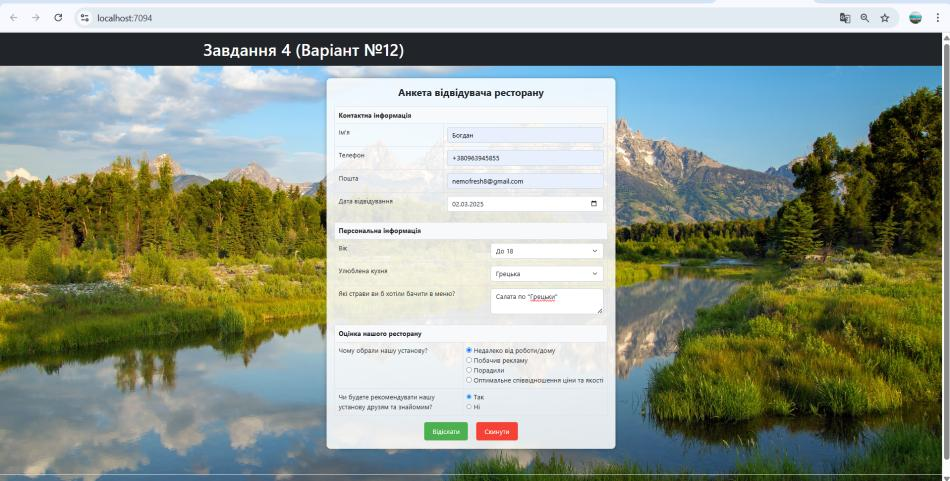 localhost:7094
Завдання 4 (Варіант №12)
Анкета відвідувача ресторану
Контактна інформація
Ім'я
Богдан
Телефон
+380963945855
Пошта
nemofresh8@gmail.com
Дата відвідування
02.03.2025
Персональна інформація
Вік
До 18
Улюблена кухня
Грецька
Які страви ви б хотіли бачити в меню?
Салата по "Грецьки"
Оцінка нашого ресторану
Чому обрали нашу установу?
Недалеко від роботи/дому
Побачив рекламу
Порадили
Оптимальне співвідношення ціни та якості
Чи будете рекомендувати нашу
установу друзям та знайомим?
Так
Ні
Відіслати
Скинути